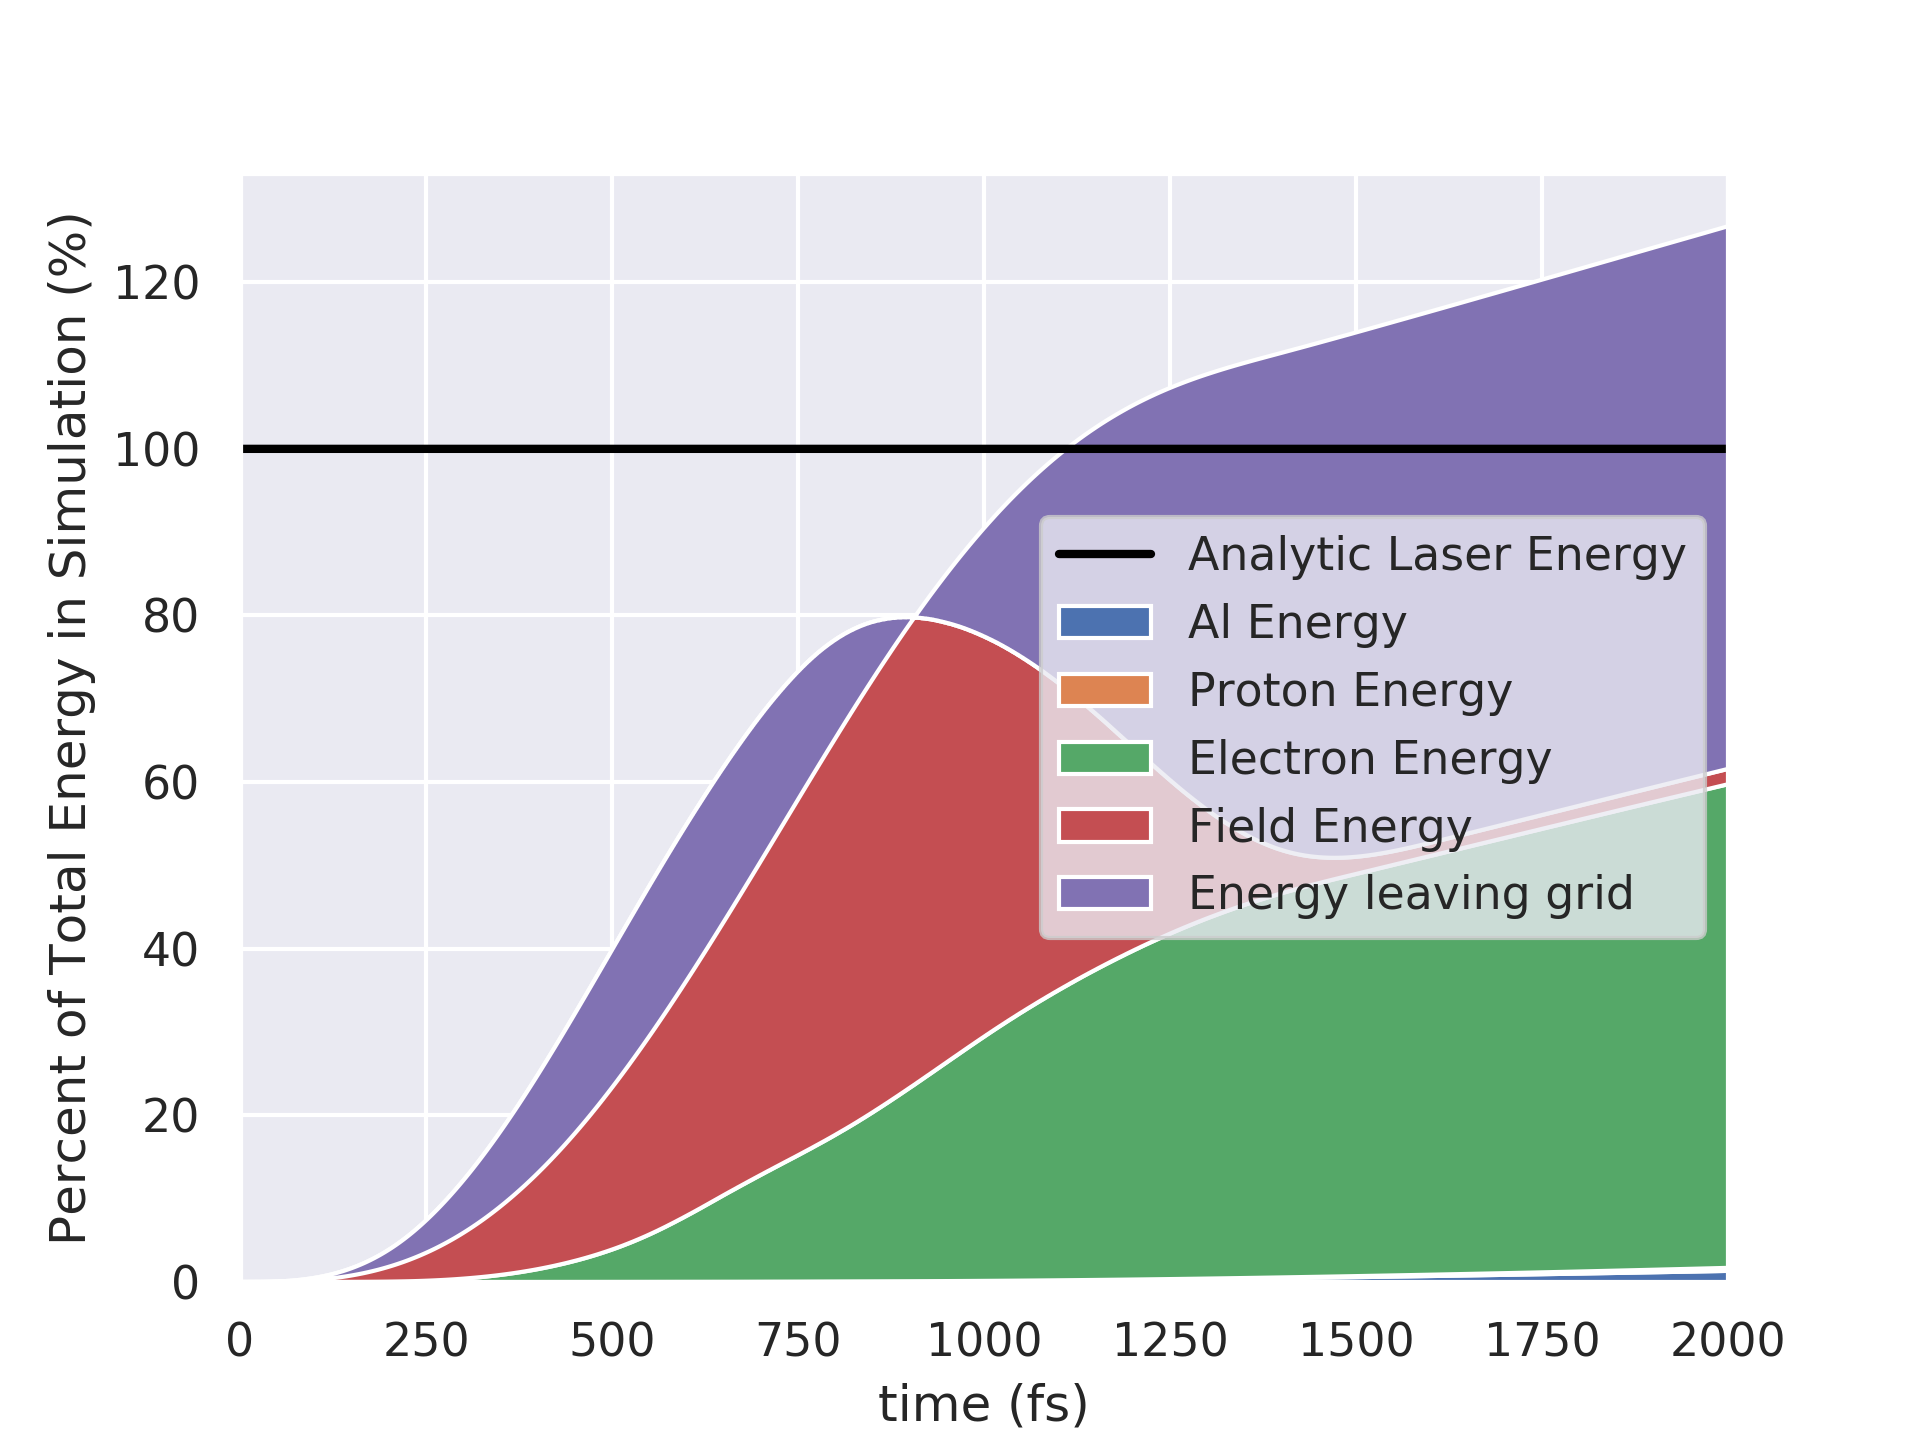 Percent of Total Energy in Simulation (%)
120
100
80
60
40
20
0
Analytic Laser Energy
Al Energy
Proton Energy
Electron Energy
Field Energy
Energy leaving grid
0 250 500 750 1000 1250 1500 1750 2000
time (fs)